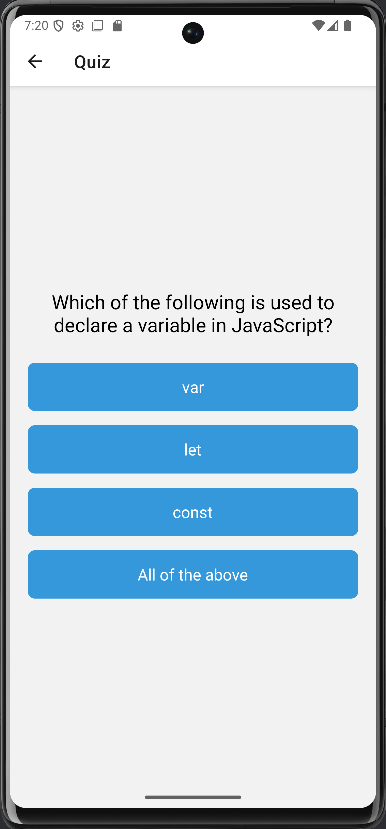 7:20
Quiz
Which of the following is used to
declare a variable in JavaScript?
var
let
const
All of the above